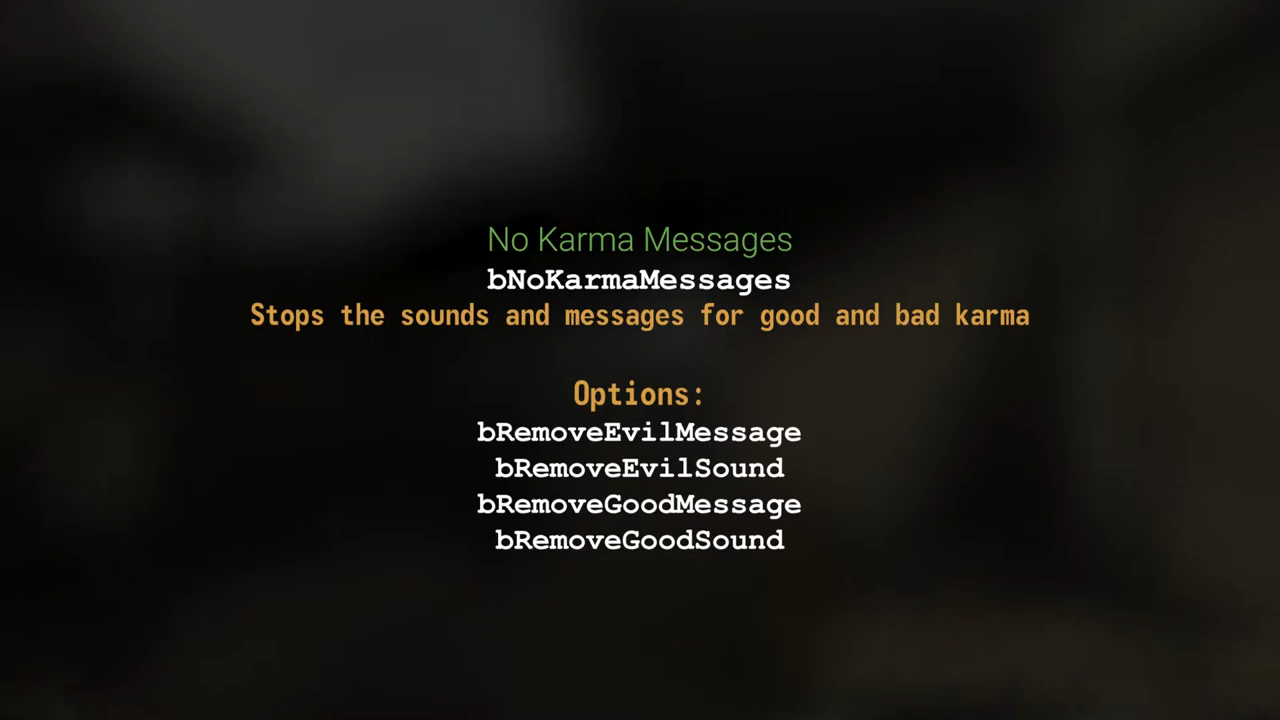 No Karma Messages
bNoKarmaMessages
Stops the sounds and messages for good and bad karma
Options:
bRemoveEvilMessage
bRemoveEvilSound
bRemoveGoodMessage
bRemoveGoodSound